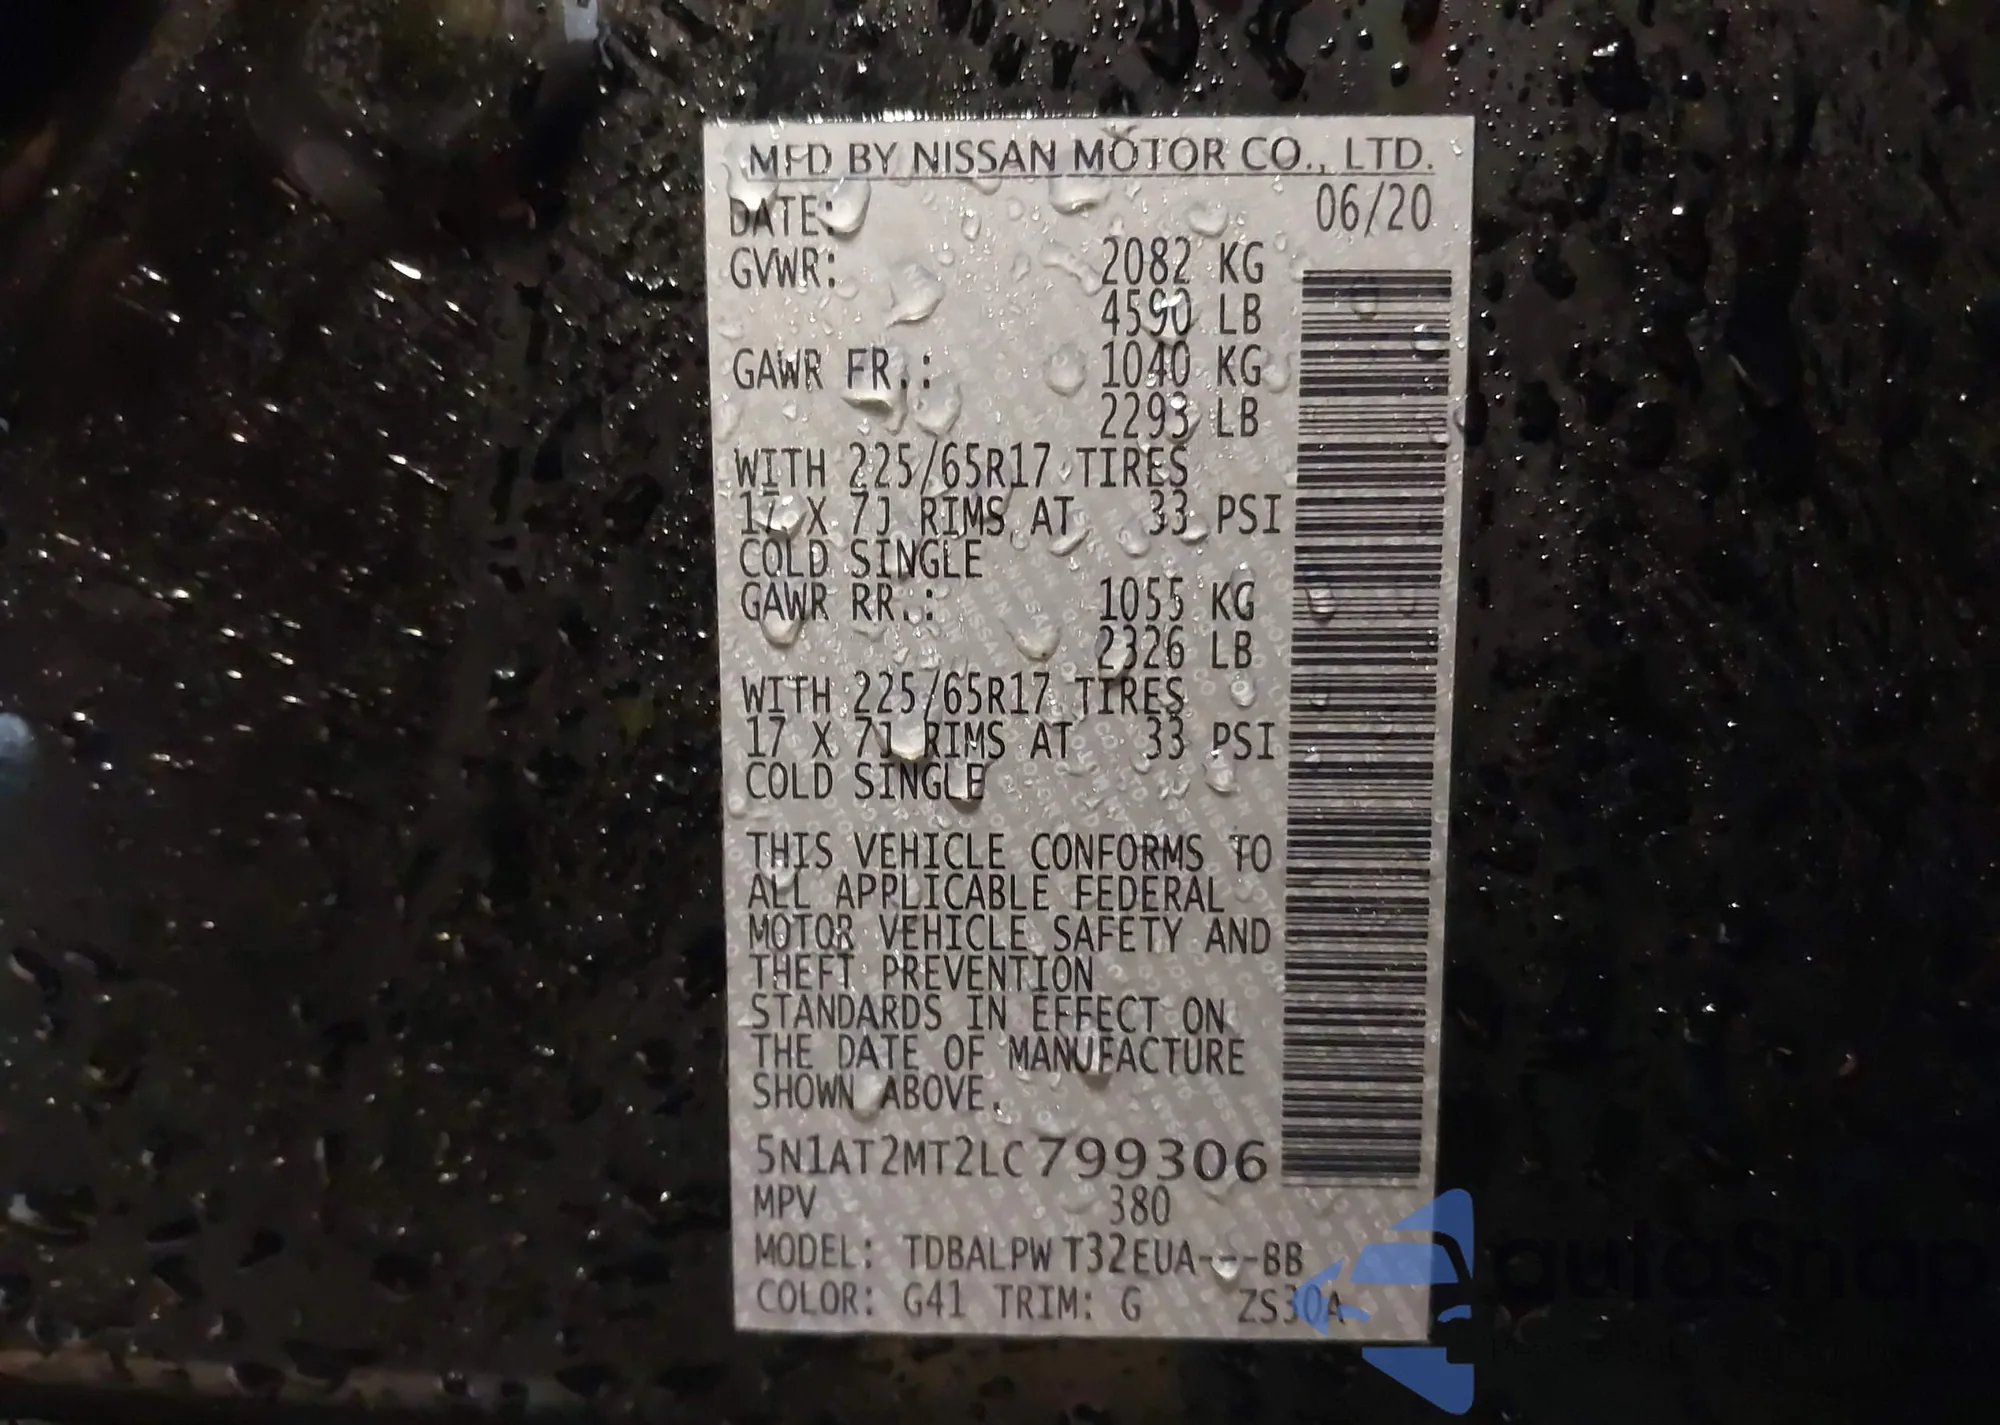 MFD BY NISSAN MOTOR CO., LTD.
DATE: 06/20
GVWR: 2082 KG
4590 LB
GAWR FR.: 1040 KG
2293 LB
WITH 225/65R17 TIRES
17 X 7J RIMS AT 33 PSI
COLD SINGLE
GAWR RR.: 1055 KG
2326 LB
WITH 225/65R17 TIRES
17 X 7J RIMS AT 33 PSI
COLD SINGLE
THIS VEHICLE CONFORMS TO
ALL APPLICABLE FEDERAL
MOTOR VEHICLE SAFETY AND
THEFT PREVENTION
STANDARDS IN EFFECT ON
THE DATE OF MANUFACTURE
SHOWN ABOVE.
5N1AT2MT2LC799306
MPV 380
MODEL: TDBALPW T32EUA---BB
COLOR: G41 TRIM: G ZS30A
autoShop